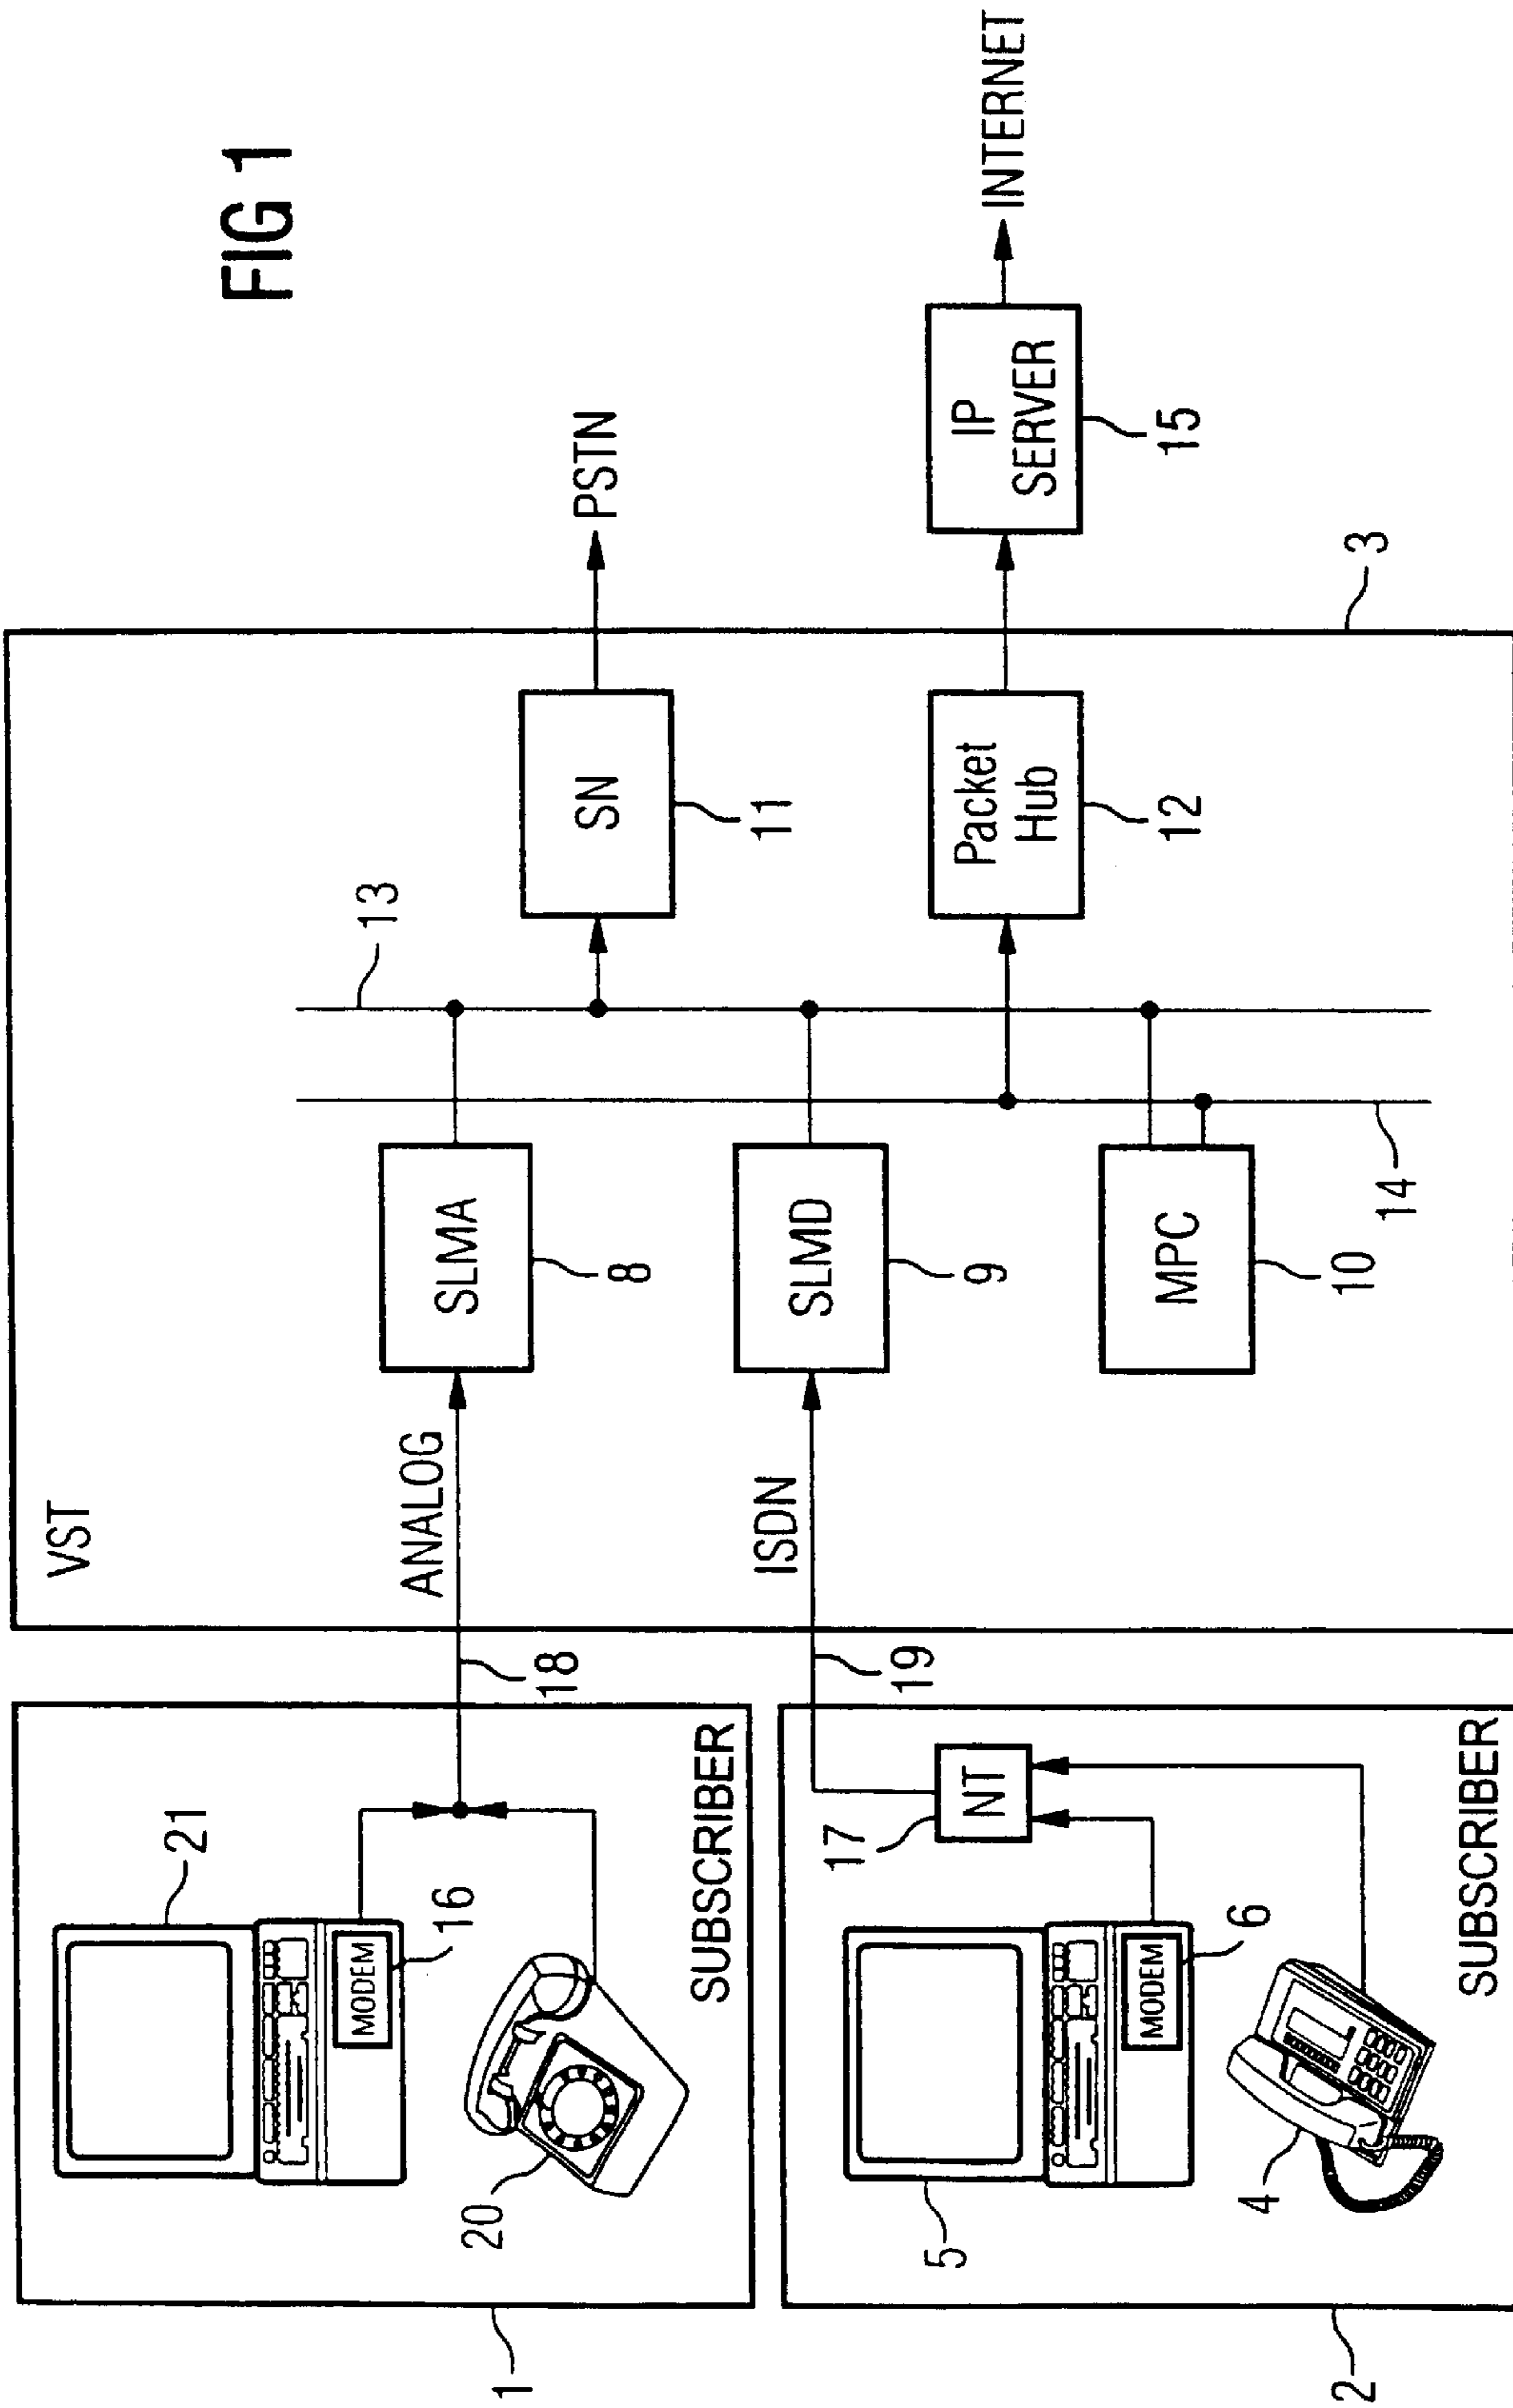 FIG 1
VST
ANALOG
ISDN
SLMA
8
SLMD
9
MPC
10
13
14
SN
11
Packet
Hub
12
PSTN
IP
SERVER
15
INTERNET
3
18
19
21
MODEM
16
20
SUBSCRIBER
1
NT
17
MODEM
6
5
4
SUBSCRIBER
2